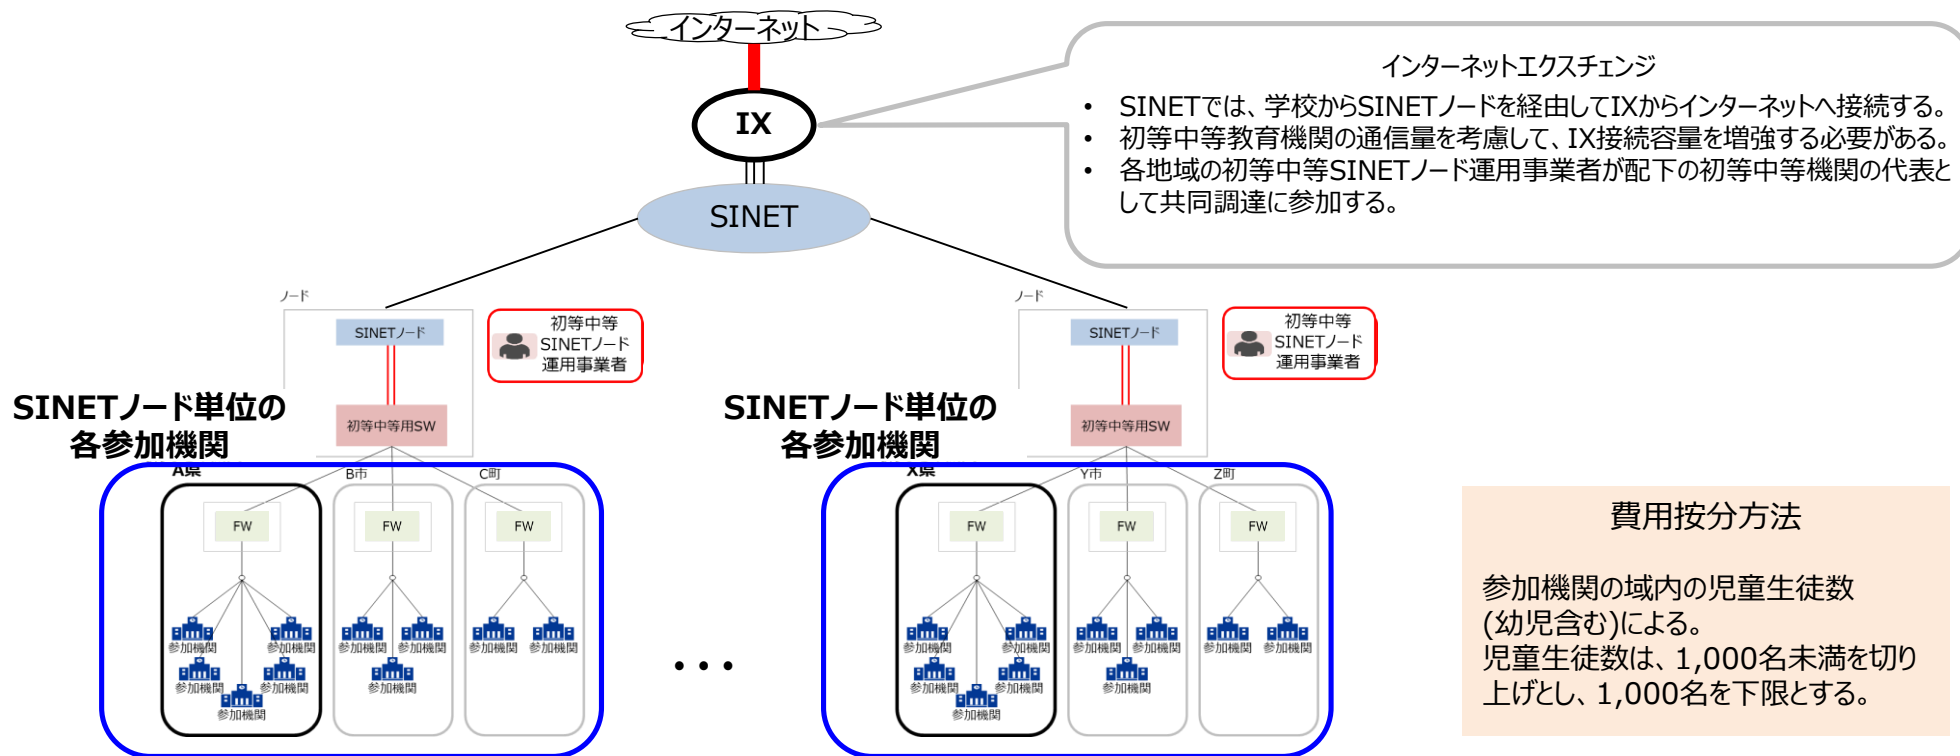 インターネット
IX
SINET
インターネットエクスチェンジ
• SINETでは、学校からSINETノードを経由してIXからインターネットへ接続する。
• 初等中等教育機関の通信量を考慮して、IX接続容量を増強する必要がある。
• 各地域の初等中等SINETノード運用事業者が配下の初等中等機関の代表と
して共同調達に参加する。
ノード
SINETノード
初等中等
SINETノード
運用事業者
初等中等用SW
SINETノード単位の
各参加機関
A県
B市
C町
FW
FW
FW
参加機関
参加機関
参加機関
参加機関
参加機関
参加機関
参加機関
参加機関
参加機関
参加機関
...
ノード
SINETノード
初等中等
SINETノード
運用事業者
初等中等用SW
SINETノード単位の
各参加機関
X県
Y市
Z町
FW
FW
FW
参加機関
参加機関
参加機関
参加機関
参加機関
参加機関
参加機関
参加機関
参加機関
参加機関
費用按分方法
参加機関の域内の児童生徒数
(幼児含む)による。
児童生徒数は、1,000名未満を切り
上げとし、1,000名を下限とする。